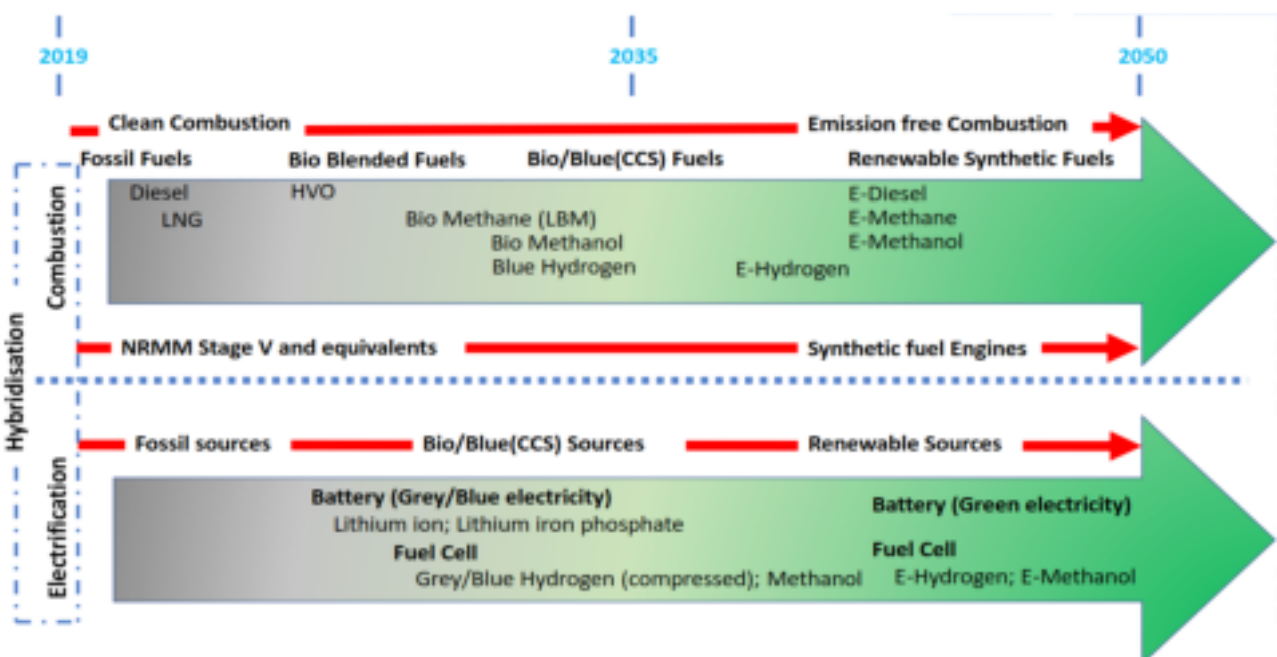 2019 2035 2050
Clean Combustion Emission free Combustion
Fossil Fuels Bio Blended Fuels Bio/Blue(CCS) Fuels Renewable Synthetic Fuels
Diesel HVO E-Diesel
LNG Bio Methane (LBM) E-Methane
Bio Methanol E-Methanol
Blue Hydrogen E-Hydrogen
Combustion
NRMM Stage V and equivalents Synthetic fuel Engines
Hybridisation
Fossil sources Bio/Blue(CCS) Sources Renewable Sources
Battery (Grey/Blue electricity) Battery (Green electricity)
Lithium ion; Lithium iron phosphate
Fuel Cell Fuel Cell
Grey/Blue Hydrogen (compressed); Methanol E-Hydrogen; E-Methanol
Electrification